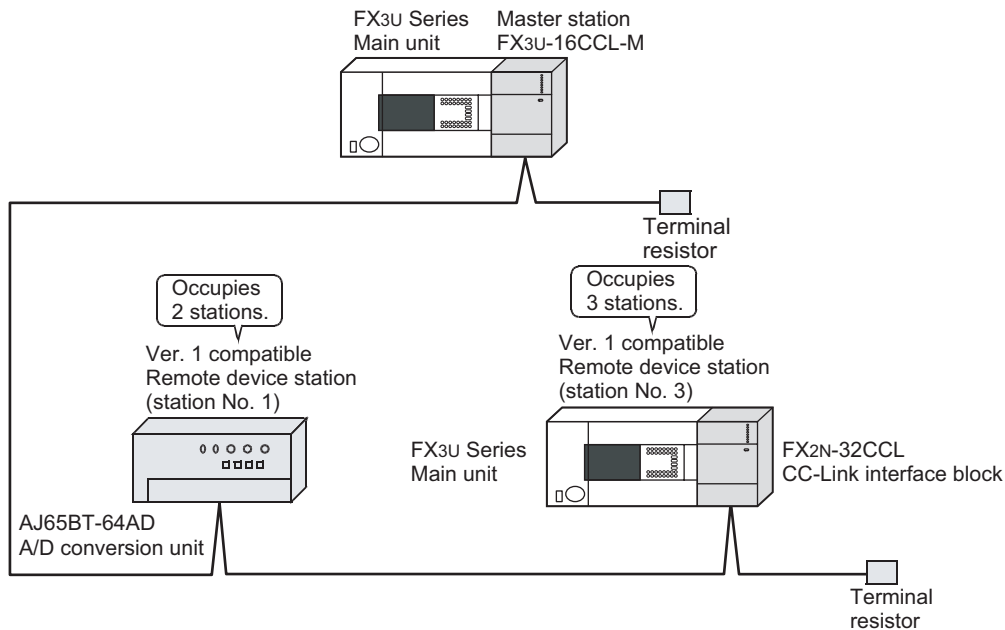 FX3U Series
Main unit
Master station
FX3U-16CCL-M
Terminal
resistor
Occupies
2 stations.
Ver. 1 compatible
Remote device station
(station No. 1)
Occupies
3 stations.
Ver. 1 compatible
Remote device station
(station No. 3)
AJ65BT-64AD
A/D conversion unit
FX3U Series
Main unit
FX2N-32CCL
CC-Link interface block
Terminal
resistor